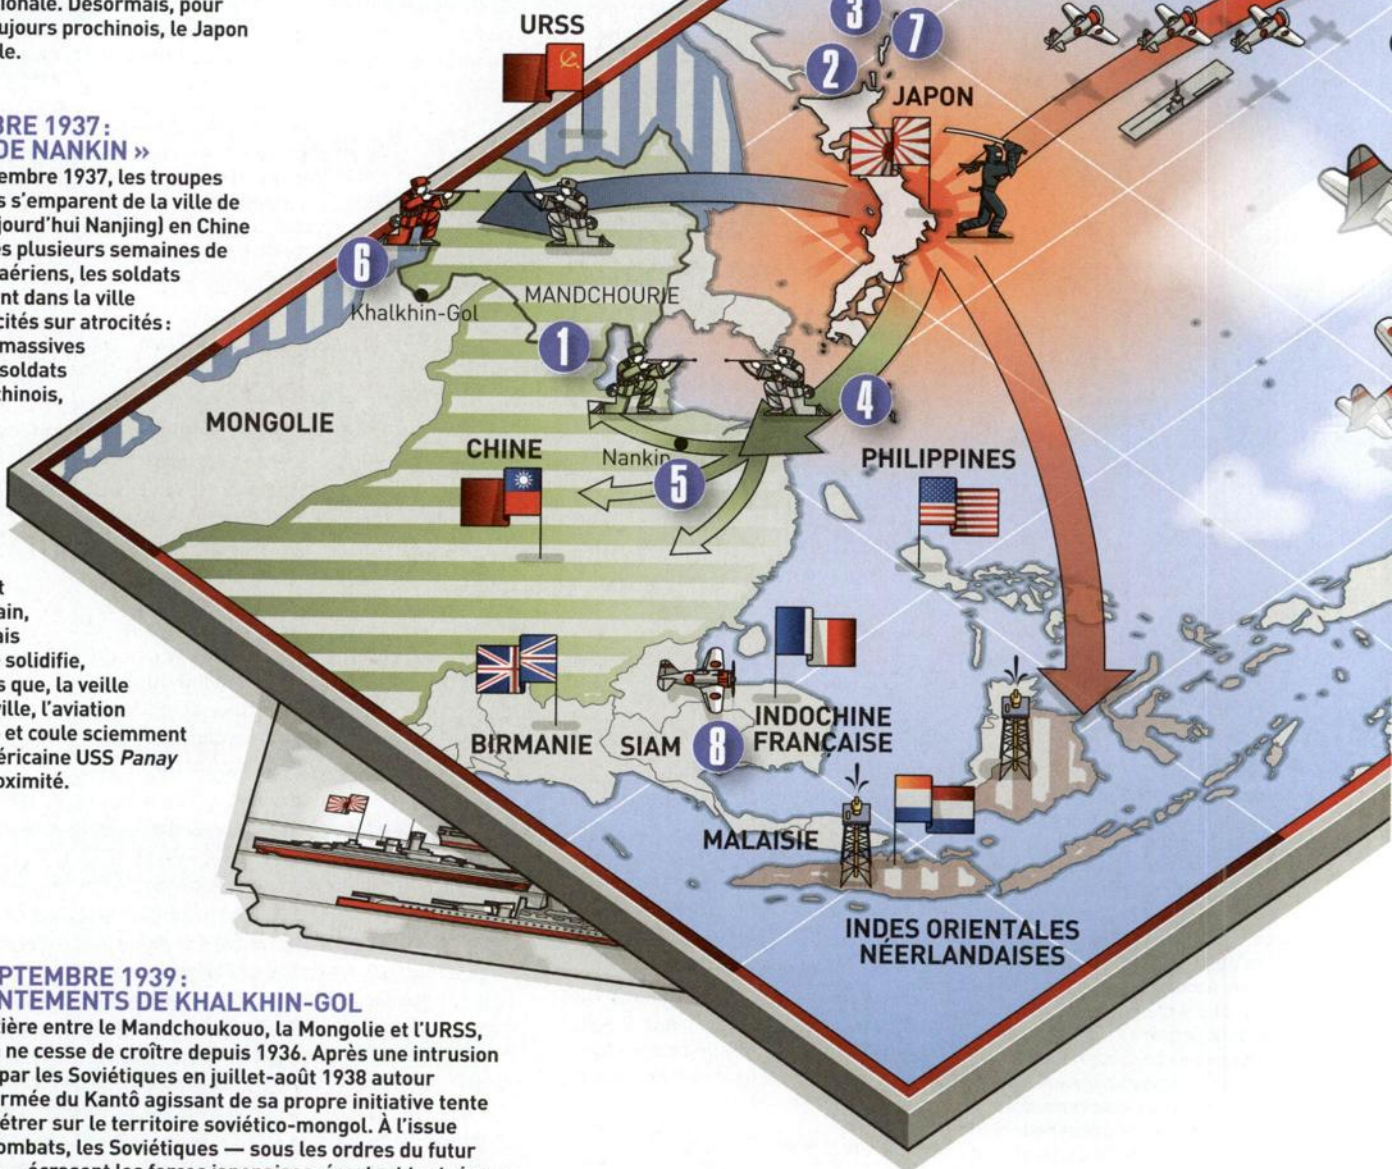 ujours prochinois, le Japon
le.
BRE 1937 :
DE NANKIN »
embre 1937, les troupes
s s'emparent de la ville de
jourd'hui Nanjing) en Chine
es plusieurs semaines de
aériens, les soldats
nt dans la ville
cités sur atrocités :
massives
soldats
chinois,
t
ain,
ais
solidifie,
s que, la veille
ville, l'aviation
et coule sciemment
éricaine USS Panay
oximité.
PTEMBRE 1939 :
NTEMENTS DE KHALKHIN-GOL
tière entre le Mandchoukouo, la Mongolie et l'URSS,
ne cesse de croître depuis 1936. Après une intrusion
par les Soviétiques en juillet-août 1938 autour
rmée du Kantô agissant de sa propre initiative tente
étrer sur le territoire soviético-mongol. À l'issue
ombats, les Soviétiques — sous les ordres du futur
URSS
3
7
2
JAPON
6
Khalkhin-Gol
MANDCHOURIE
1
4
MONGOLIE
CHINE
Nankin
5
PHILIPPINES
BIRMANIE
SIAM
8
INDOCHINE
FRANÇAISE
MALAISIE
INDES ORIENTALES
NÉERLANDAISES